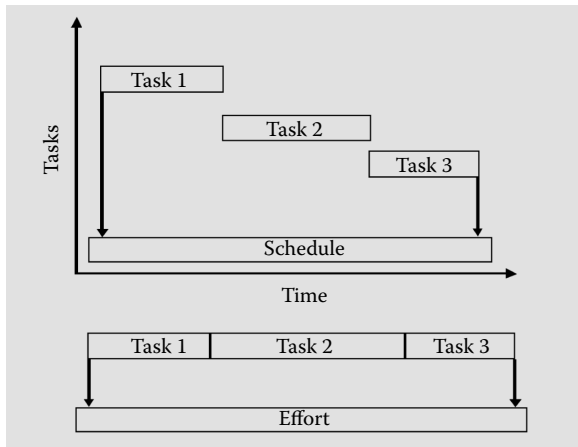 Tasks
Task 1
Task 2
Task 3
Schedule
Time
Task 1
Task 2
Task 3
Effort